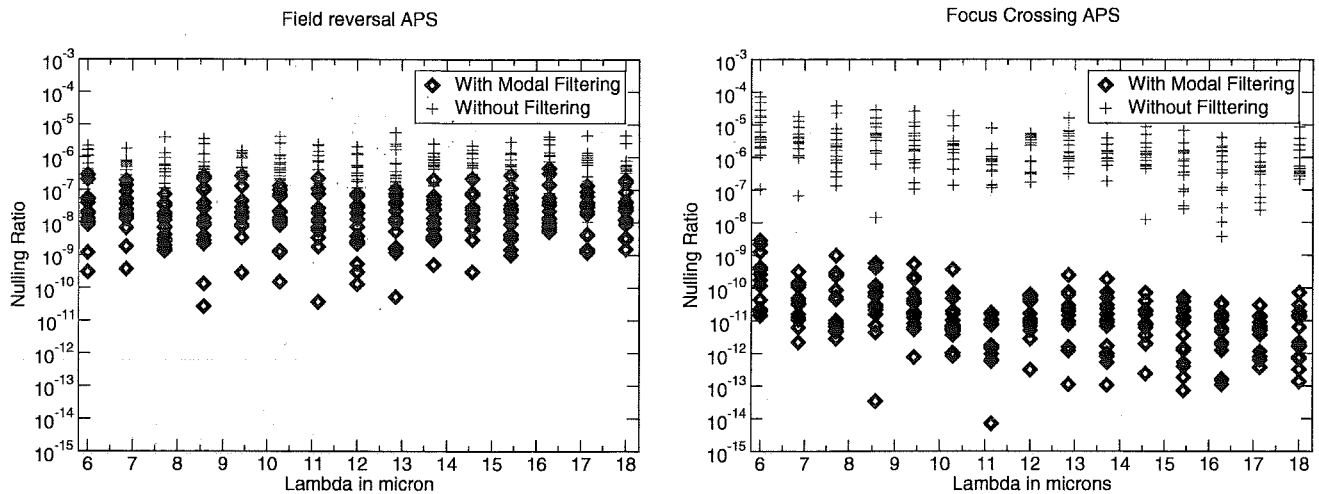 Field reversal APS
Nulling Ratio
10-3
10-4
10-5
10-6
10-7
10-8
10-9
10-10
10-11
10-12
10-13
10-14
10-15
With Modal Filtering
Without Filtering
6 7 8 9 10 11 12 13 14 15 16 17 18
Lambda in micron
Focus Crossing APS
Nulling Ratio
10-3
10-4
10-5
10-6
10-7
10-8
10-9
10-10
10-11
10-12
10-13
10-14
10-15
With Modal Filtering
Without Filttering
6 7 8 9 10 11 12 13 14 15 16 17 18
Lambda in microns